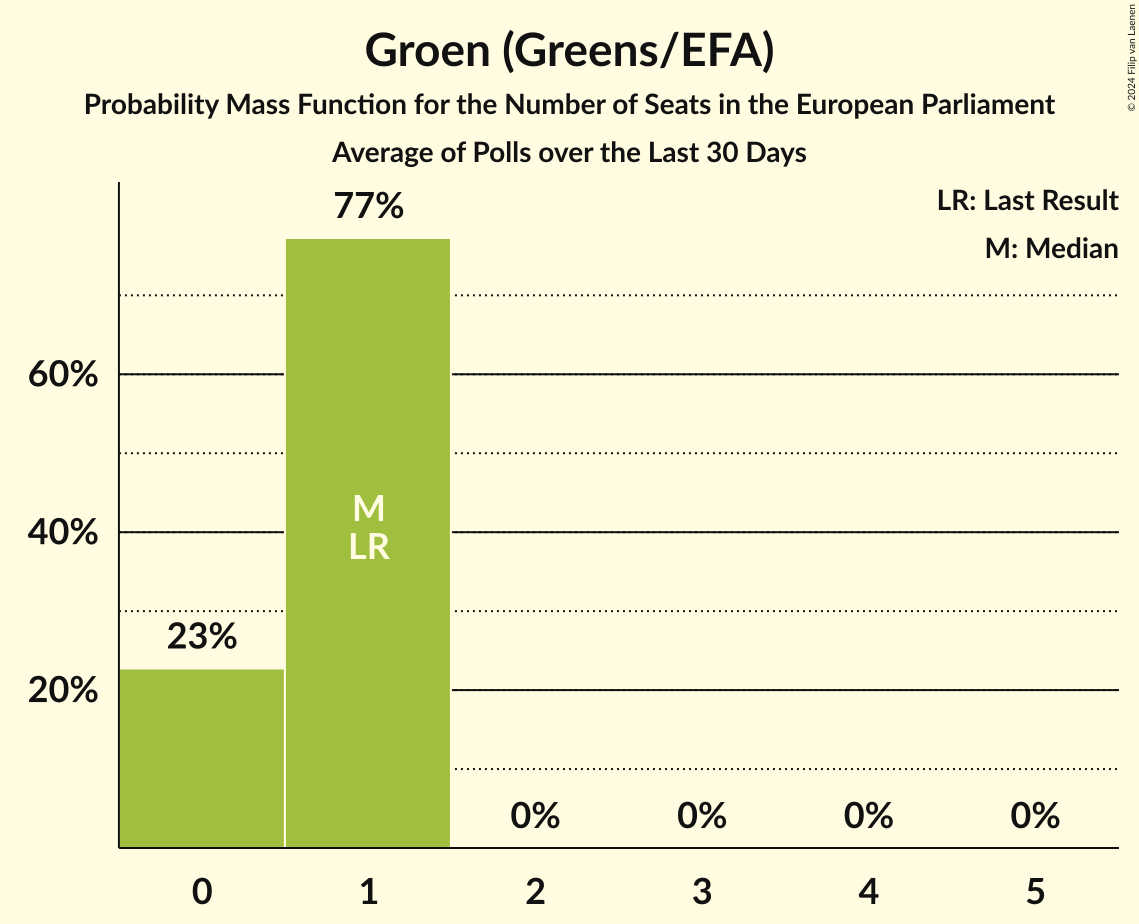 Groen (Greens/EFA)
Probability Mass Function for the Number of Seats in the European Parliament
Average of Polls over the Last 30 Days
© 2024 Filip van Laenen
LR: Last Result
M: Median
77%
60%
M
40%
LR
23%
20%
0% 0% 0% 0%
0 1 2 3 4 5